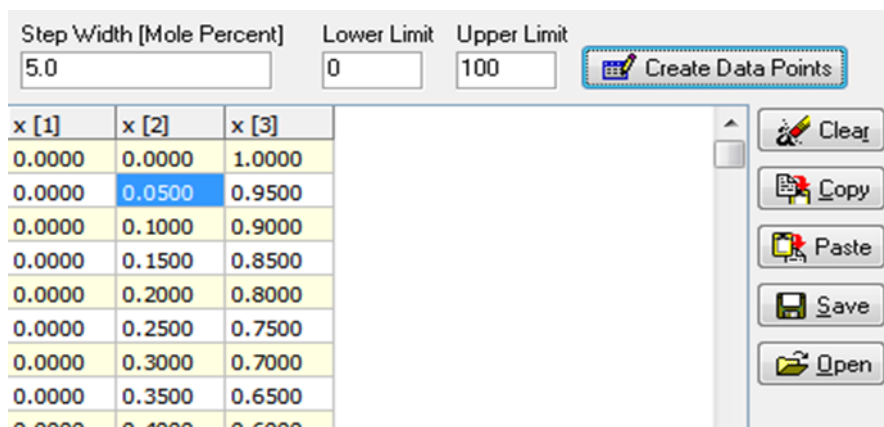 Step Width [Mole Percent] Lower Limit Upper Limit
5.0 0 100 Create Data Points
x [1] x [2] x [3]
0.0000 0.0000 1.0000
0.0000 0.0500 0.9500
0.0000 0.1000 0.9000
0.0000 0.1500 0.8500
0.0000 0.2000 0.8000
0.0000 0.2500 0.7500
0.0000 0.3000 0.7000
0.0000 0.3500 0.6500
Clear
Copy
Paste
Save
Open